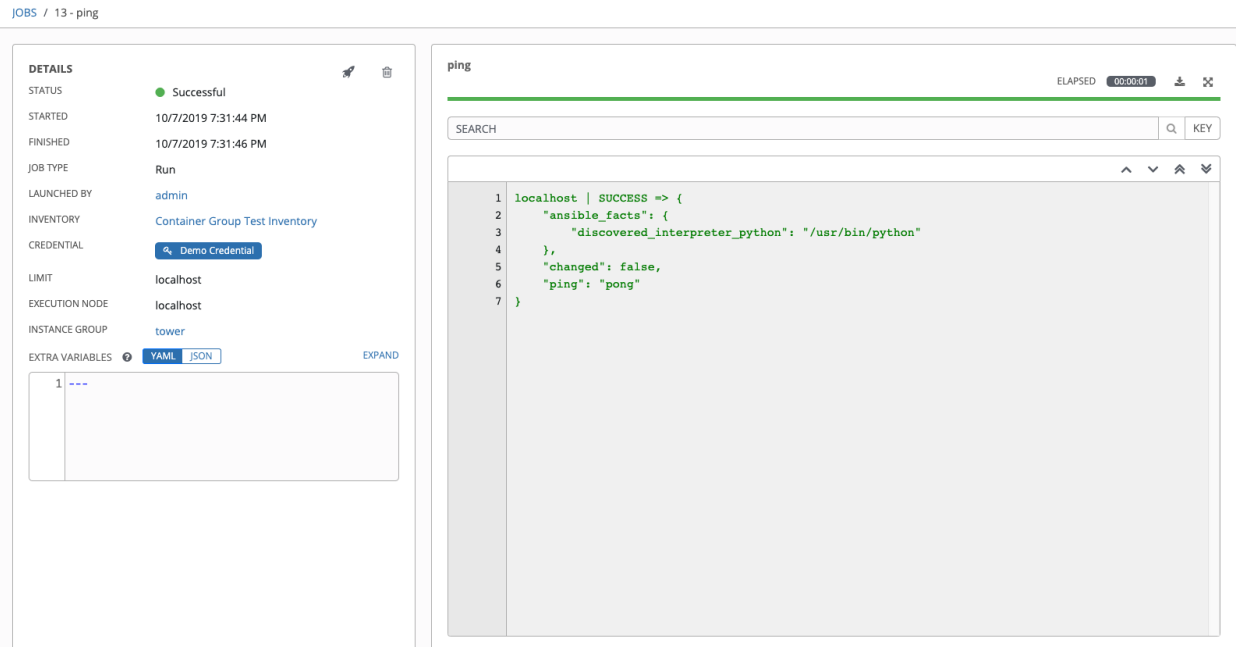 JOBS / 13 - ping
DETAILS
STATUS Successful
STARTED 10/7/2019 7:31:44 PM
FINISHED 10/7/2019 7:31:46 PM
JOB TYPE Run
LAUNCHED BY admin
INVENTORY Container Group Test Inventory
CREDENTIAL Demo Credential
LIMIT localhost
EXECUTION NODE localhost
INSTANCE GROUP tower
EXTRA VARIABLES ? YAML JSON EXPAND
1 ---
ping
ELAPSED 00:00:01
SEARCH KEY
1 localhost | SUCCESS => {
2 "ansible_facts": {
3 "discovered_interpreter_python": "/usr/bin/python"
4 },
5 "changed": false,
6 "ping": "pong"
7 }